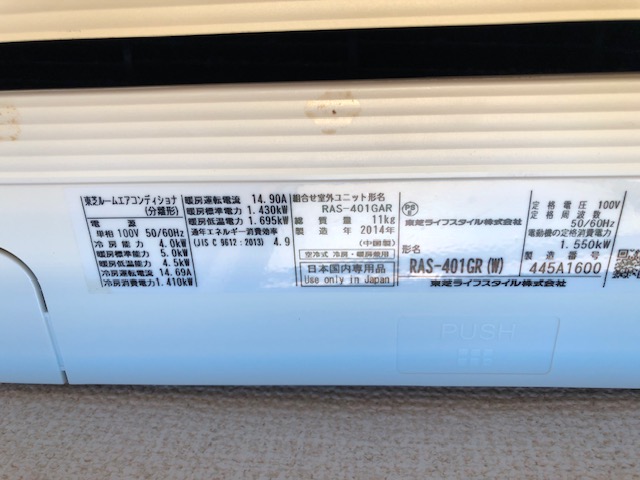 東芝ルームエアコンディショナ
(分離形)
電源
単相 100V 50/60Hz
冷房能力 4.0kW
暖房能力 5.0kW
暖房低温能力 4.5kW
冷房運転電流 14.69A
冷房消費電力 1.410kW
暖房運転電流 14.90A
暖房標準電力 1.430kW
暖房低温電力 1.695kW
通年エネルギー消費効率
(JIS C 9612:2013) 4.9
組合せ室外ユニット形名
RAS-401GAR
総質量 11kg
製造年 2014年
(中国製)
空冷式 冷房・暖房兼用
日本国内専用品
Use only in Japan
PS
E
東芝ライフスタイル株式会社
形名
RAS-401GR(W)
定格電圧 100V
定格周波数
50/60Hz
電動機の定格消費電力
1.550kW
製造番号
445A1600
東芝ライフスタイル株式会社
PUSH